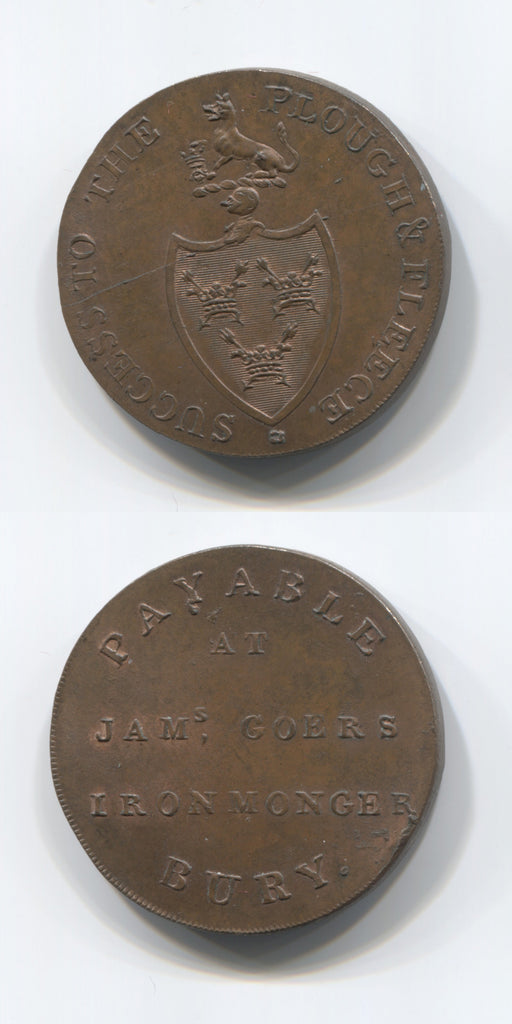 SUCCESS TO THE PLOUGH & FLEECE
PAYABLE
AT
JAMˢ, GOERS
IRONMONGER
BURY.